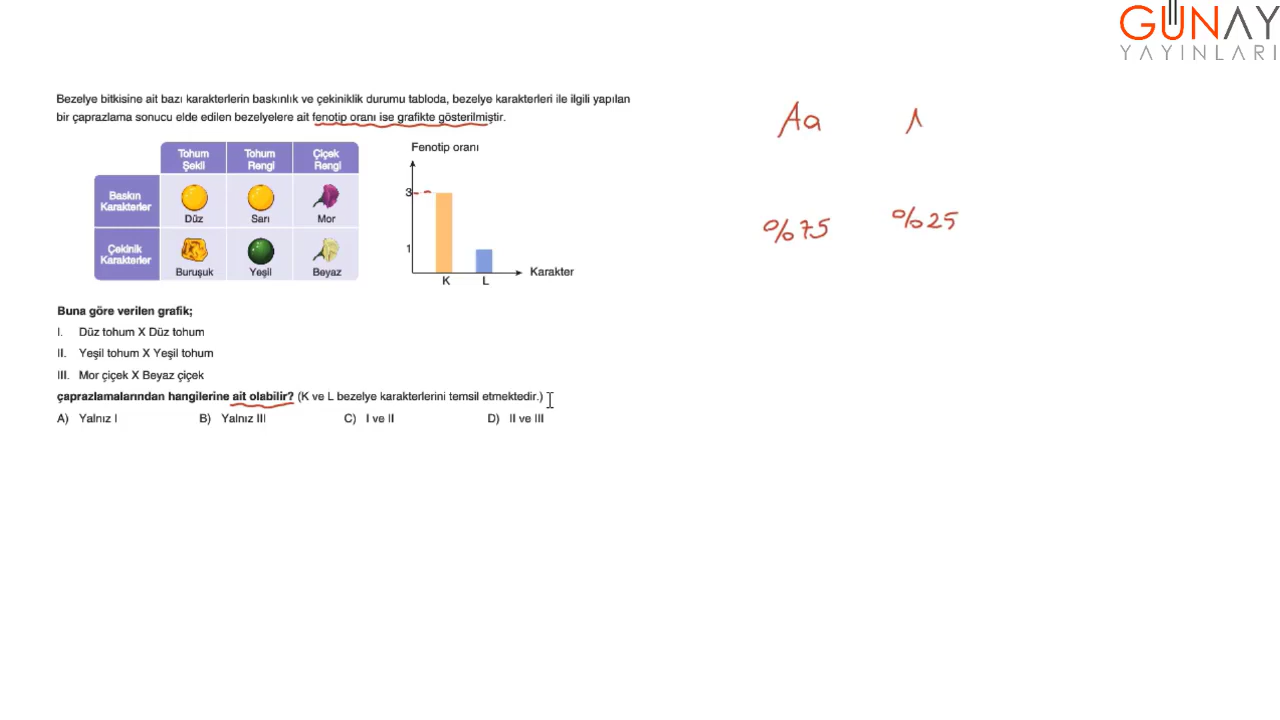 GÜNAY
YAYINLARI
Bezelye bitkisine ait bazı karakterlerin baskınlık ve çekiniklik durumu tabloda, bezelye karakterleri ile ilgili yapılan
bir çaprazlama sonucu elde edilen bezelyelere ait fenotip oranı ise grafikte gösterilmiştir.
Tohum Şekli
Tohum Rengi
Çiçek Rengi
Baskın Karakterler
Düz
Sarı
Mor
Çekinik Karakterler
Buruşuk
Yeşil
Beyaz
Fenotip oranı
3
1
K
L
Karakter
Aa
%75
%25
Buna göre verilen grafik;
I. Düz tohum X Düz tohum
II. Yeşil tohum X Yeşil tohum
III. Mor çiçek X Beyaz çiçek
çaprazlamalarından hangilerine ait olabilir? (K ve L bezelye karakterlerini temsil etmektedir.)
A) Yalnız I B) Yalnız III C) I ve II D) II ve III